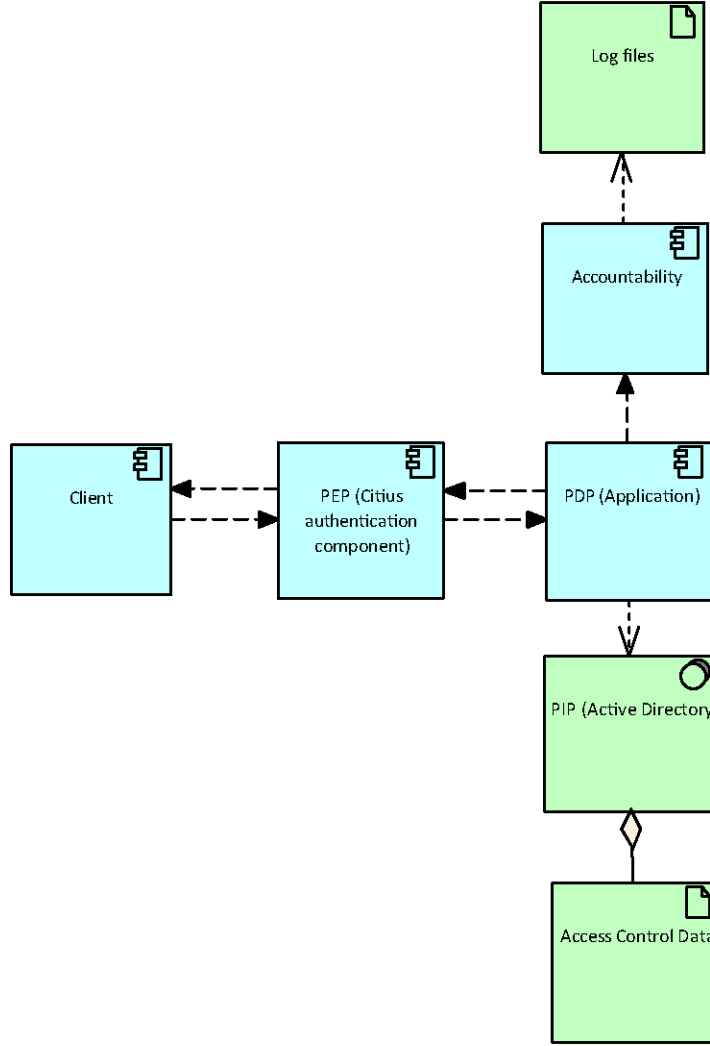 Log files
Accountability
Client
PEP (Citius
authentication
component)
PDP (Application)
PIP (Active Directory
Access Control Data